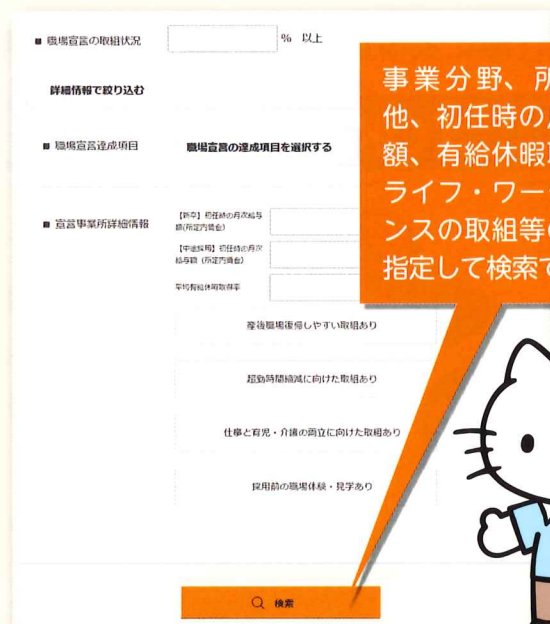 職場宣言の取組状況
% 以上
詳細情報で絞り込む
職場宣言達成項目
職場宣言の達成項目を選択する
宣言事業所詳細情報
【新卒】初任時の月次給与
額(所定内賃金)
【中途採用】初任時の月次
給与額（所定内賃金）
平均有給休暇取得率
産後職場復帰しやすい取組あり
超勤時間縮減に向けた取組あり
仕事と育児・介護の両立に向けた取組あり
採用前の職場体験・見学あり
検索
事業分野、所
他、初任時の
額、有給休暇
ライフ・ワー
ンスの取組等
指定して検索